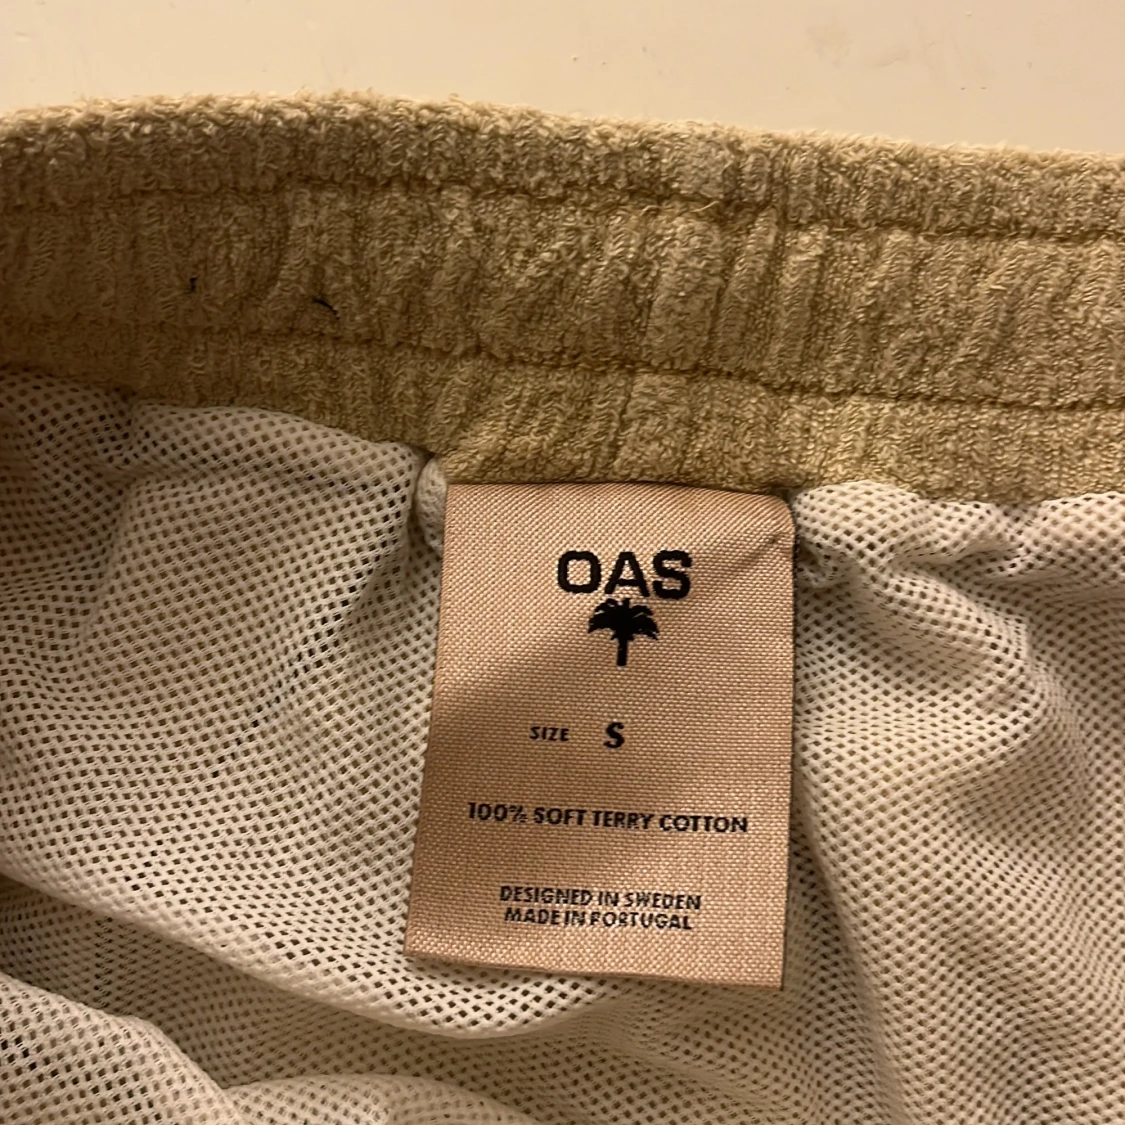 OAS
SIZE S
100% SOFT TERRY COTTON
DESIGNED IN SWEDEN
MADE IN PORTUGAL